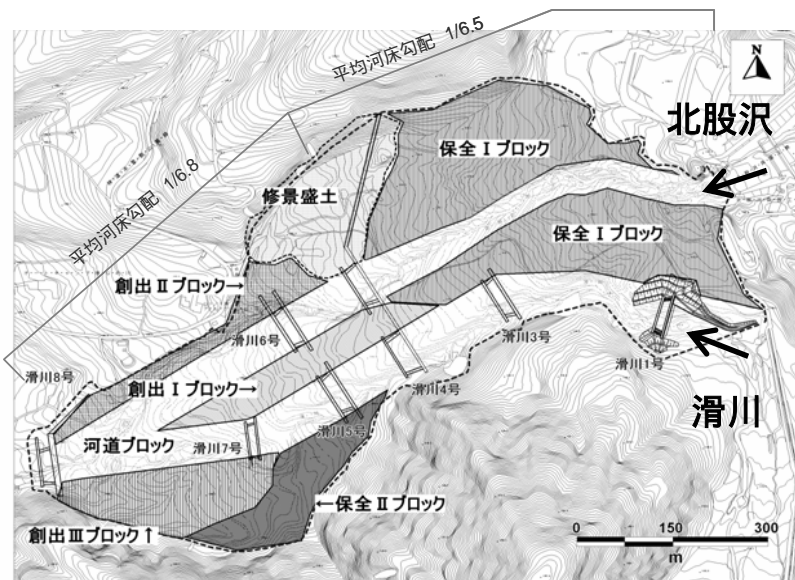 平均河床勾配 1/6.5
N
北股沢
保全Ⅰブロック
平均河床勾配 1/6.8
修景盛土
保全Ⅰブロック
創出Ⅱブロック→
滑川6号
滑川3号
滑川1号
滑川8号
創出Ⅰブロック→
滑川4号
滑川
滑川5号
河道ブロック
滑川7号
←保全Ⅱブロック
創出Ⅲブロック↑
0 150 300
m